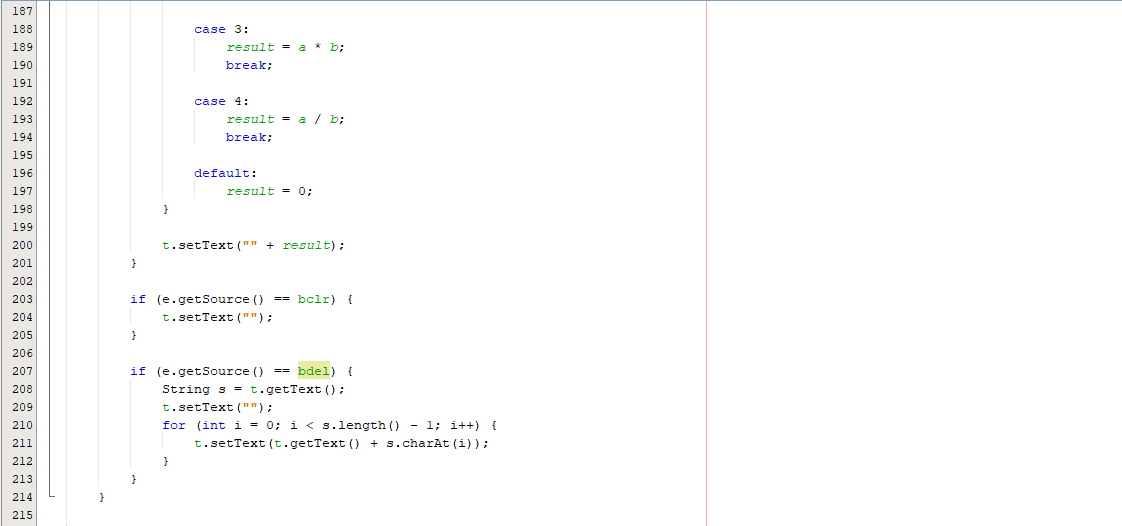 187
188 case 3:
189 result = a * b;
190 break;
191
192 case 4:
193 result = a / b;
194 break;
195
196 default:
197 result = 0;
198 }
199
200 t.setText("" + result);
201 }
202
203 if (e.getSource() == bclr) {
204 t.setText("");
205 }
206
207 if (e.getSource() == bdel) {
208 String s = t.getText();
209 t.setText("");
210 for (int i = 0; i < s.length() - 1; i++) {
211 t.setText(t.getText() + s.charAt(i));
212 }
213 }
214 }
215